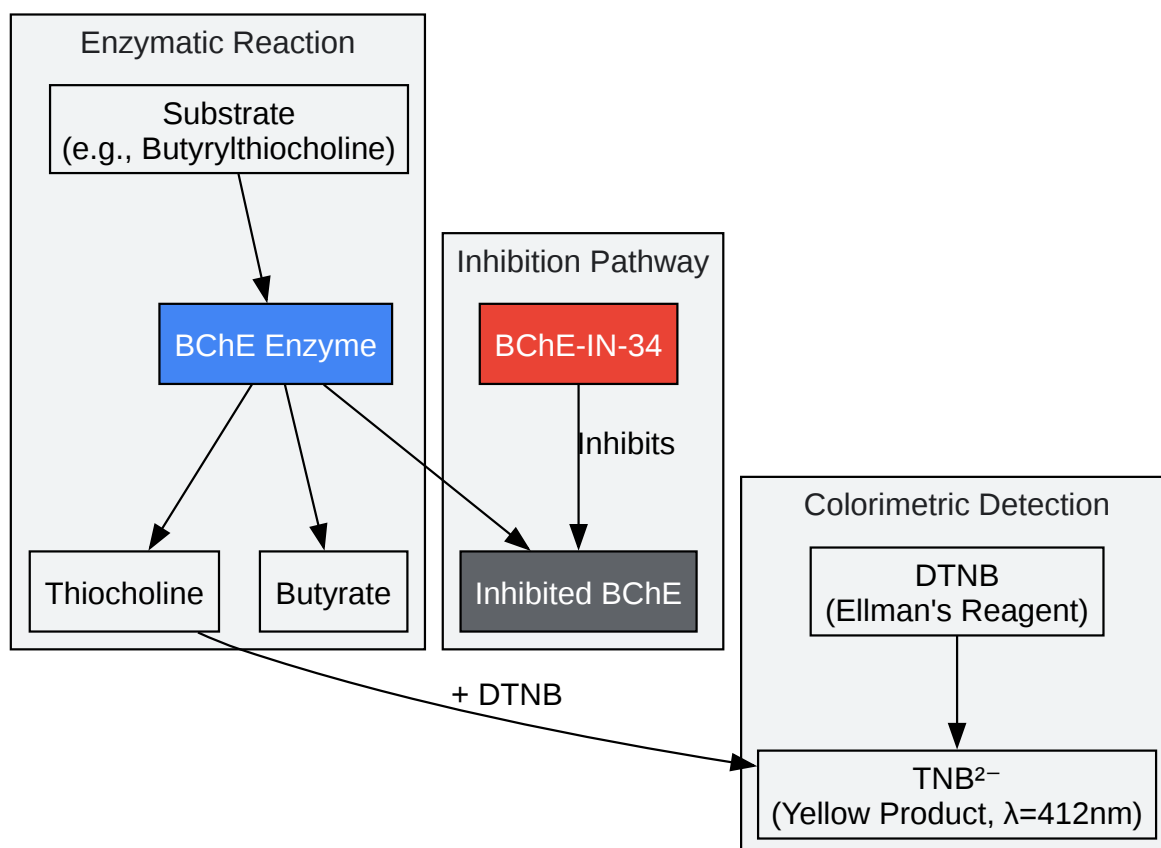 Enzymatic Reaction
Substrate
(e.g., Butyrylthiocholine)
BChE Enzyme
Thiocholine
Butyrate
Inhibition Pathway
BChE-IN-34
Inhibits
Inhibited BChE
+ DTNB
Colorimetric Detection
DTNB
(Ellman's Reagent)
TNB²⁻
(Yellow Product, λ=412nm)